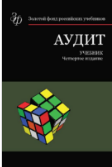 Золотой фонд российских учебников
АУДИТ
УЧЕБНИК
Четвертое издание